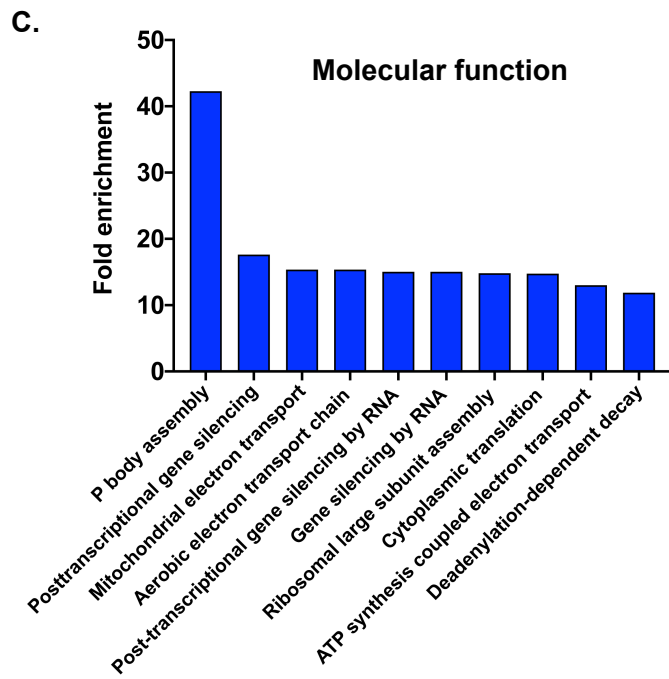 C.
Molecular function
Fold enrichment
50
40
30
20
10
0
P body assembly
Posttranscriptional gene silencing
Mitochondrial electron transport
Aerobic electron transport chain
Post-transcriptional gene silencing by RNA
Gene silencing by RNA
Ribosomal large subunit assembly
Cytoplasmic translation
ATP synthesis coupled electron transport
Deadenylation-dependent decay